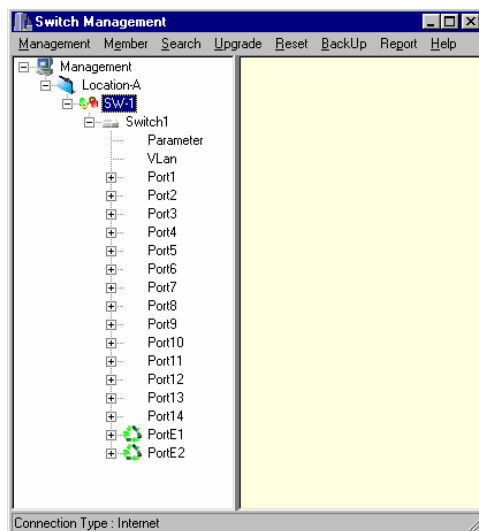 Switch Management
Management Member Search Upgrade Reset BackUp Report Help
Management
Location-A
SW-1
Switch1
Parameter
VLan
Port1
Port2
Port3
Port4
Port5
Port6
Port7
Port8
Port9
Port10
Port11
Port12
Port13
Port14
PortE1
PortE2
Connection Type : Internet